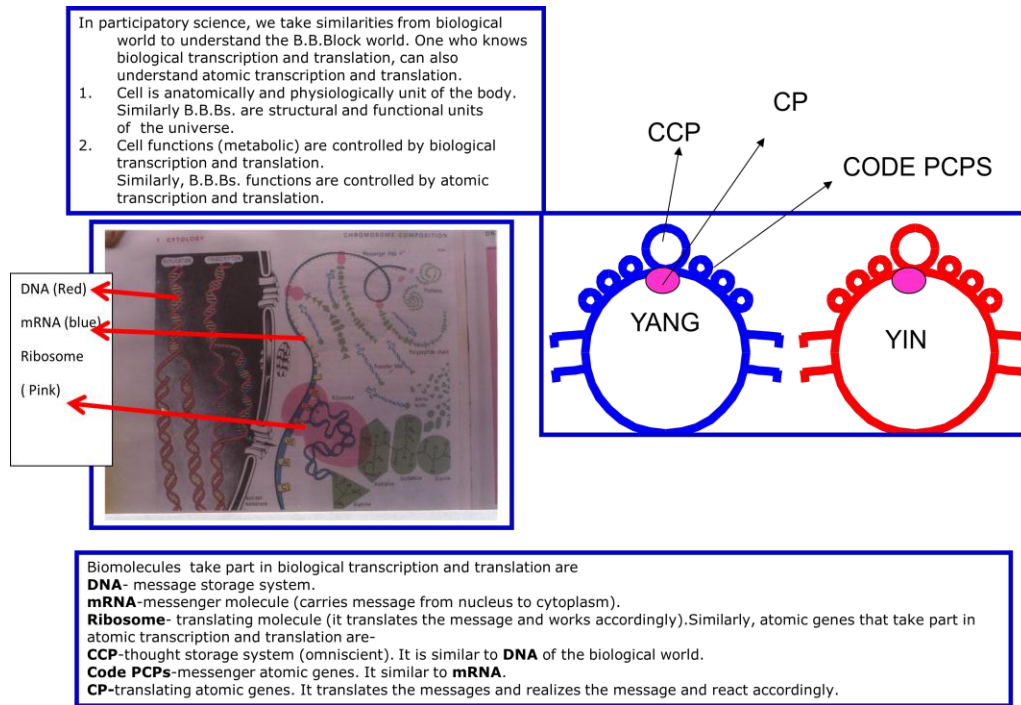 In participatory science, we take similarities from biological
world to understand the B.B.Block world. One who knows
biological transcription and translation, can also
understand atomic transcription and translation.
1. Cell is anatomically and physiologically unit of the body.
Similarly B.B.Bs. are structural and functional units
of the universe.
2. Cell functions (metabolic) are controlled by biological
transcription and translation.
Similarly, B.B.Bs. functions are controlled by atomic
transcription and translation.
CCP
CP
CODE PCPS
YANG
YIN
DNA (Red)
mRNA (blue)
Ribosome
( Pink)
CYTOLOGY
CHROMOSOME COMPOSITION
Ribosome
Biomolecules take part in biological transcription and translation are
DNA- message storage system.
mRNA-messenger molecule (carries message from nucleus to cytoplasm).
Ribosome- translating molecule (it translates the message and works accordingly).Similarly, atomic genes that take part in
atomic transcription and translation are-
CCP-thought storage system (omniscient). It is similar to DNA of the biological world.
Code PCPs-messenger atomic genes. It similar to mRNA.
CP-translating atomic genes. It translates the messages and realizes the message and react accordingly.